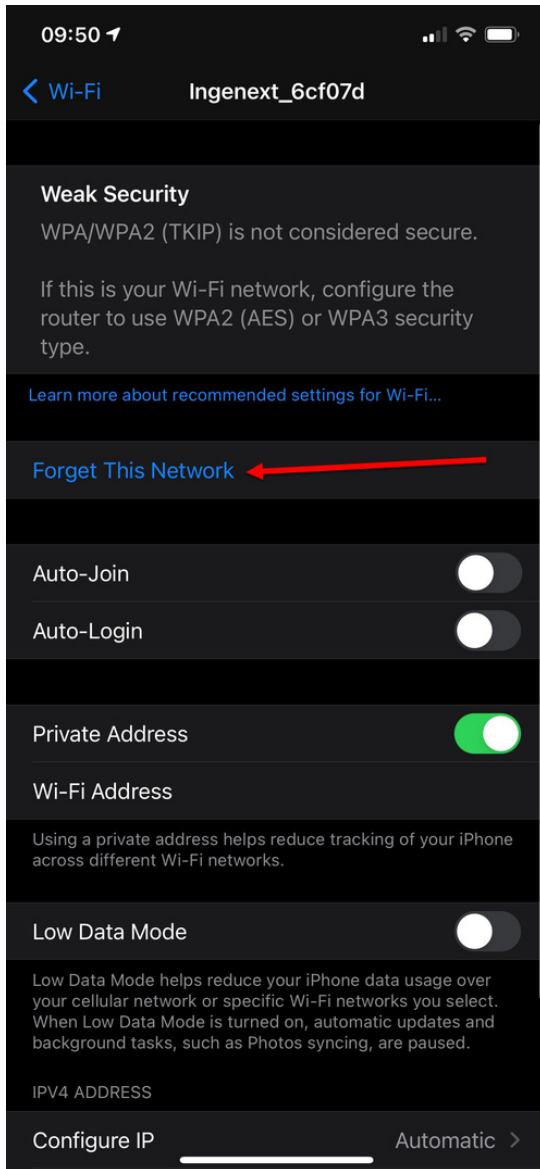 09:50
Wi-Fi
Ingenext_6cf07d
Weak Security
WPA/WPA2 (TKIP) is not considered secure.
If this is your Wi-Fi network, configure the
router to use WPA2 (AES) or WPA3 security
type.
Learn more about recommended settings for Wi-Fi...
Forget This Network
Auto-Join
Auto-Login
Private Address
Wi-Fi Address
Using a private address helps reduce tracking of your iPhone
across different Wi-Fi networks.
Low Data Mode
Low Data Mode helps reduce your iPhone data usage over
your cellular network or specific Wi-Fi networks you select.
When Low Data Mode is turned on, automatic updates and
background tasks, such as Photos syncing, are paused.
IPV4 ADDRESS
Configure IP
Automatic